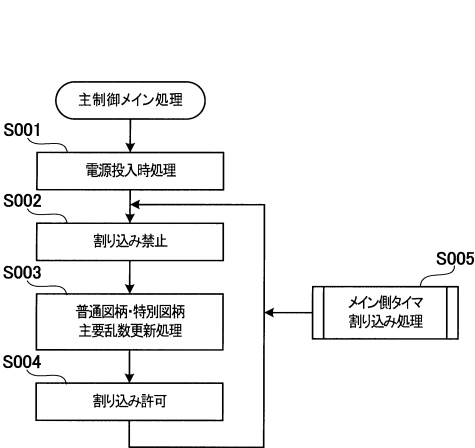 主制御メイン処理
S001
電源投入時処理
S002
割り込み禁止
S003
普通図柄・特別図柄
主要乱数更新処理
S004
割り込み許可
S005
メイン側タイマ
割り込み処理